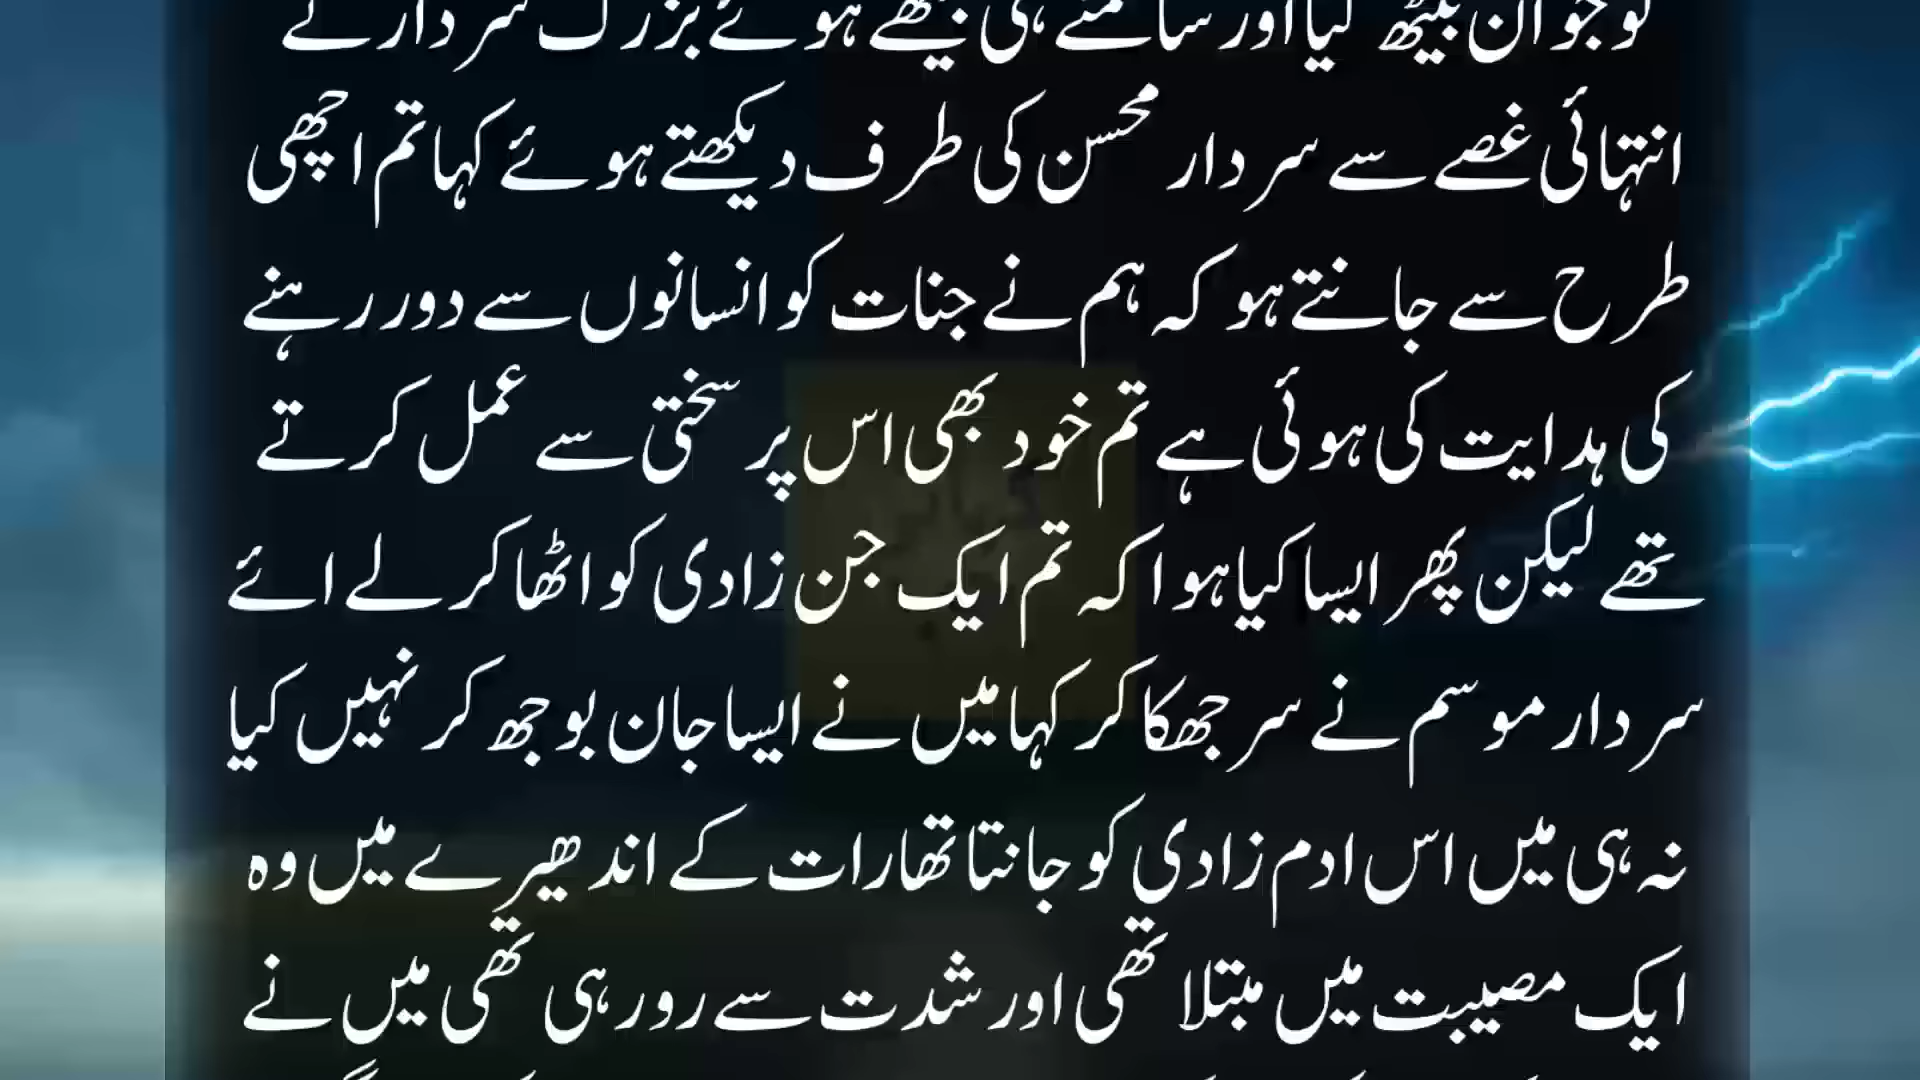 نوجوان بیٹھ گیا اور سامنے ہی بیٹھے ہوئے بزرگ سردار نے
انتہائی غصے سے سردار محسن کی طرف دیکھتے ہوئے کہا تم اچھی
طرح سے جانتے ہو کہ ہم نے جنات کو انسانوں سے دور رہنے
کی ہدایت کی ہوئی ہے تم خود بھی اس پر سختی سے عمل کرتے
تھے لیکن پھر ایسا کیا ہوا کہ تم ایک جن زادی کو اٹھا کر لے ائے
سردار موسم نے سر جھکا کر کہا میں نے ایسا جان بوجھ کر نہیں کیا
نہ ہی میں اس ادم زادی کو جانتا تھا رات کے اندھیرے میں وہ
ایک مصیبت میں مبتلا تھی اور شدت سے رو رہی تھی میں نے